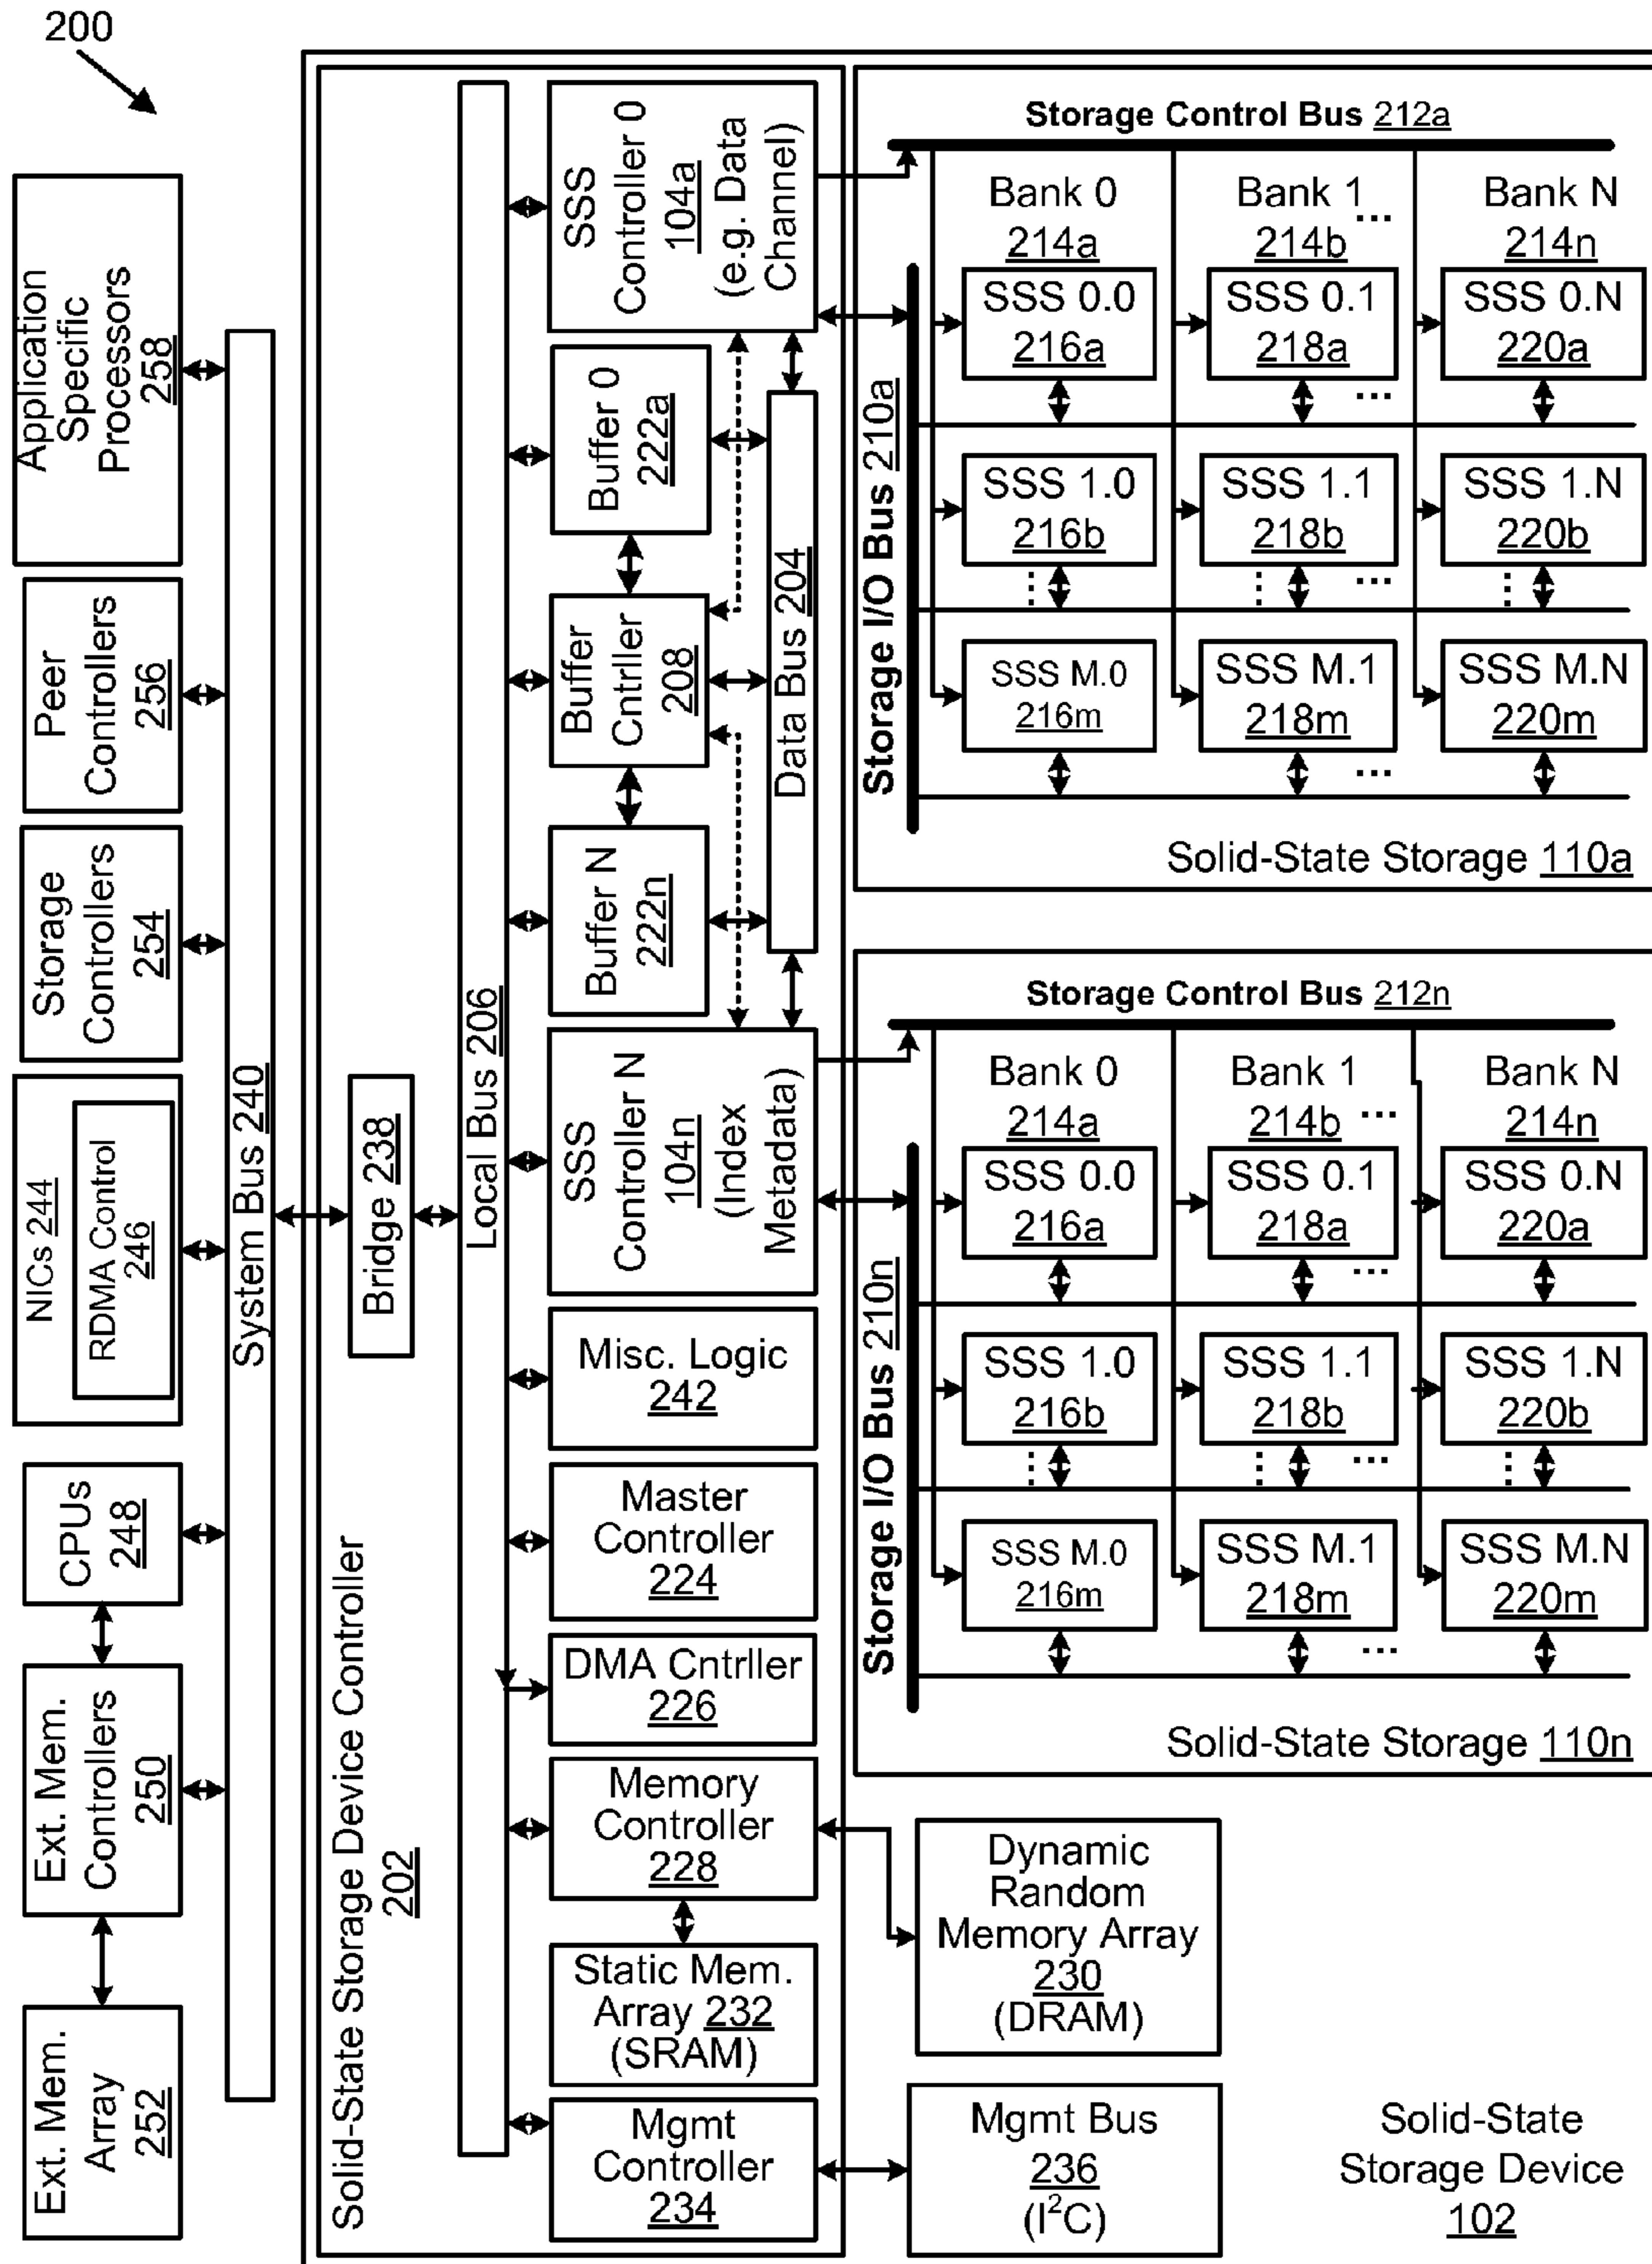 200
Application
Specific
Processors
258
Peer
Controllers
256
Storage
Controllers
254
NICs 244
RDMA Control
246
CPUs
248
Ext. Mem.
Controllers
250
Ext. Mem.
Array
252
System Bus 240
Solid-State Storage Device Controller
202
Bridge 238
Local Bus 206
SSS
Controller 0
104a
(e.g. Data
Channel)
Buffer 0
222a
Buffer
Cntrller
208
Buffer N
222n
Data Bus 204
SSS
Controller N
104n
(Index
Metadata)
Misc. Logic
242
Master
Controller
224
DMA Cntrller
226
Memory
Controller
228
Static Mem.
Array 232
(SRAM)
Mgmt
Controller
234
Storage Control Bus 212a
Storage I/O Bus 210a
Bank 0
214a
Bank 1
214b ...
Bank N
214n
SSS 0.0
216a
SSS 0.1
218a
...
SSS 0.N
220a
SSS 1.0
216b
...
SSS 1.1
218b
... ...
SSS 1.N
220b
...
SSS M.0
216m
SSS M.1
218m
...
SSS M.N
220m
Solid-State Storage 110a
Storage Control Bus 212n
Storage I/O Bus 210n
Bank 0
214a
Bank 1
214b ...
Bank N
214n
SSS 0.0
216a
SSS 0.1
218a
...
SSS 0.N
220a
SSS 1.0
216b
...
SSS 1.1
218b
... ...
SSS 1.N
220b
...
SSS M.0
216m
SSS M.1
218m
...
SSS M.N
220m
Solid-State Storage 110n
Dynamic
Random
Memory Array
230
(DRAM)
Mgmt Bus
236
(I²C)
Solid-State
Storage Device
102